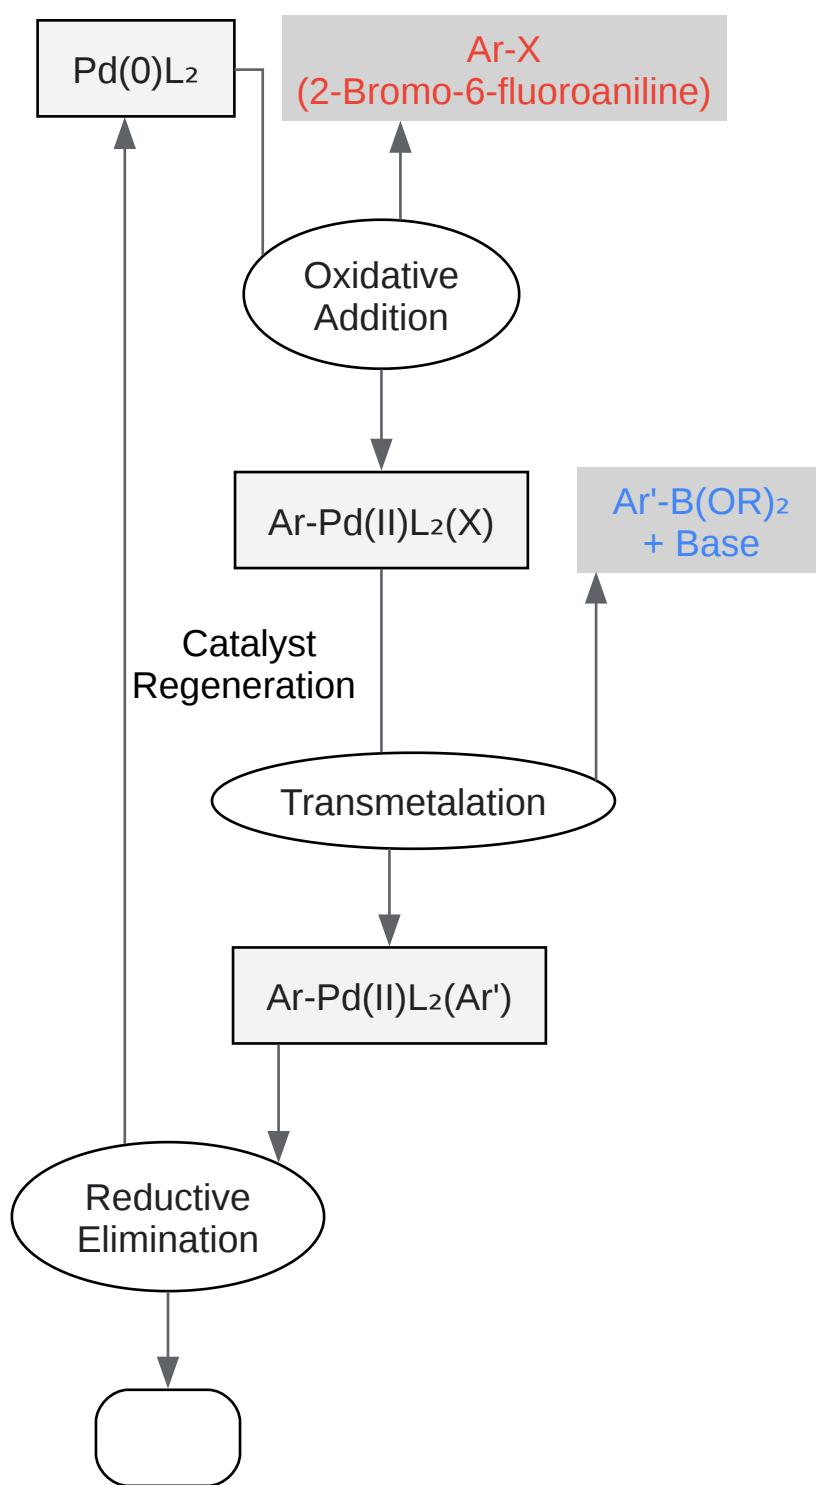 Pd(0)L₂
Ar-X
(2-Bromo-6-fluoroaniline)
Oxidative
Addition
Ar-Pd(II)L₂(X)
Ar'-B(OR)₂
+ Base
Catalyst
Regeneration
Transmetalation
Ar-Pd(II)L₂(Ar')
Reductive
Elimination